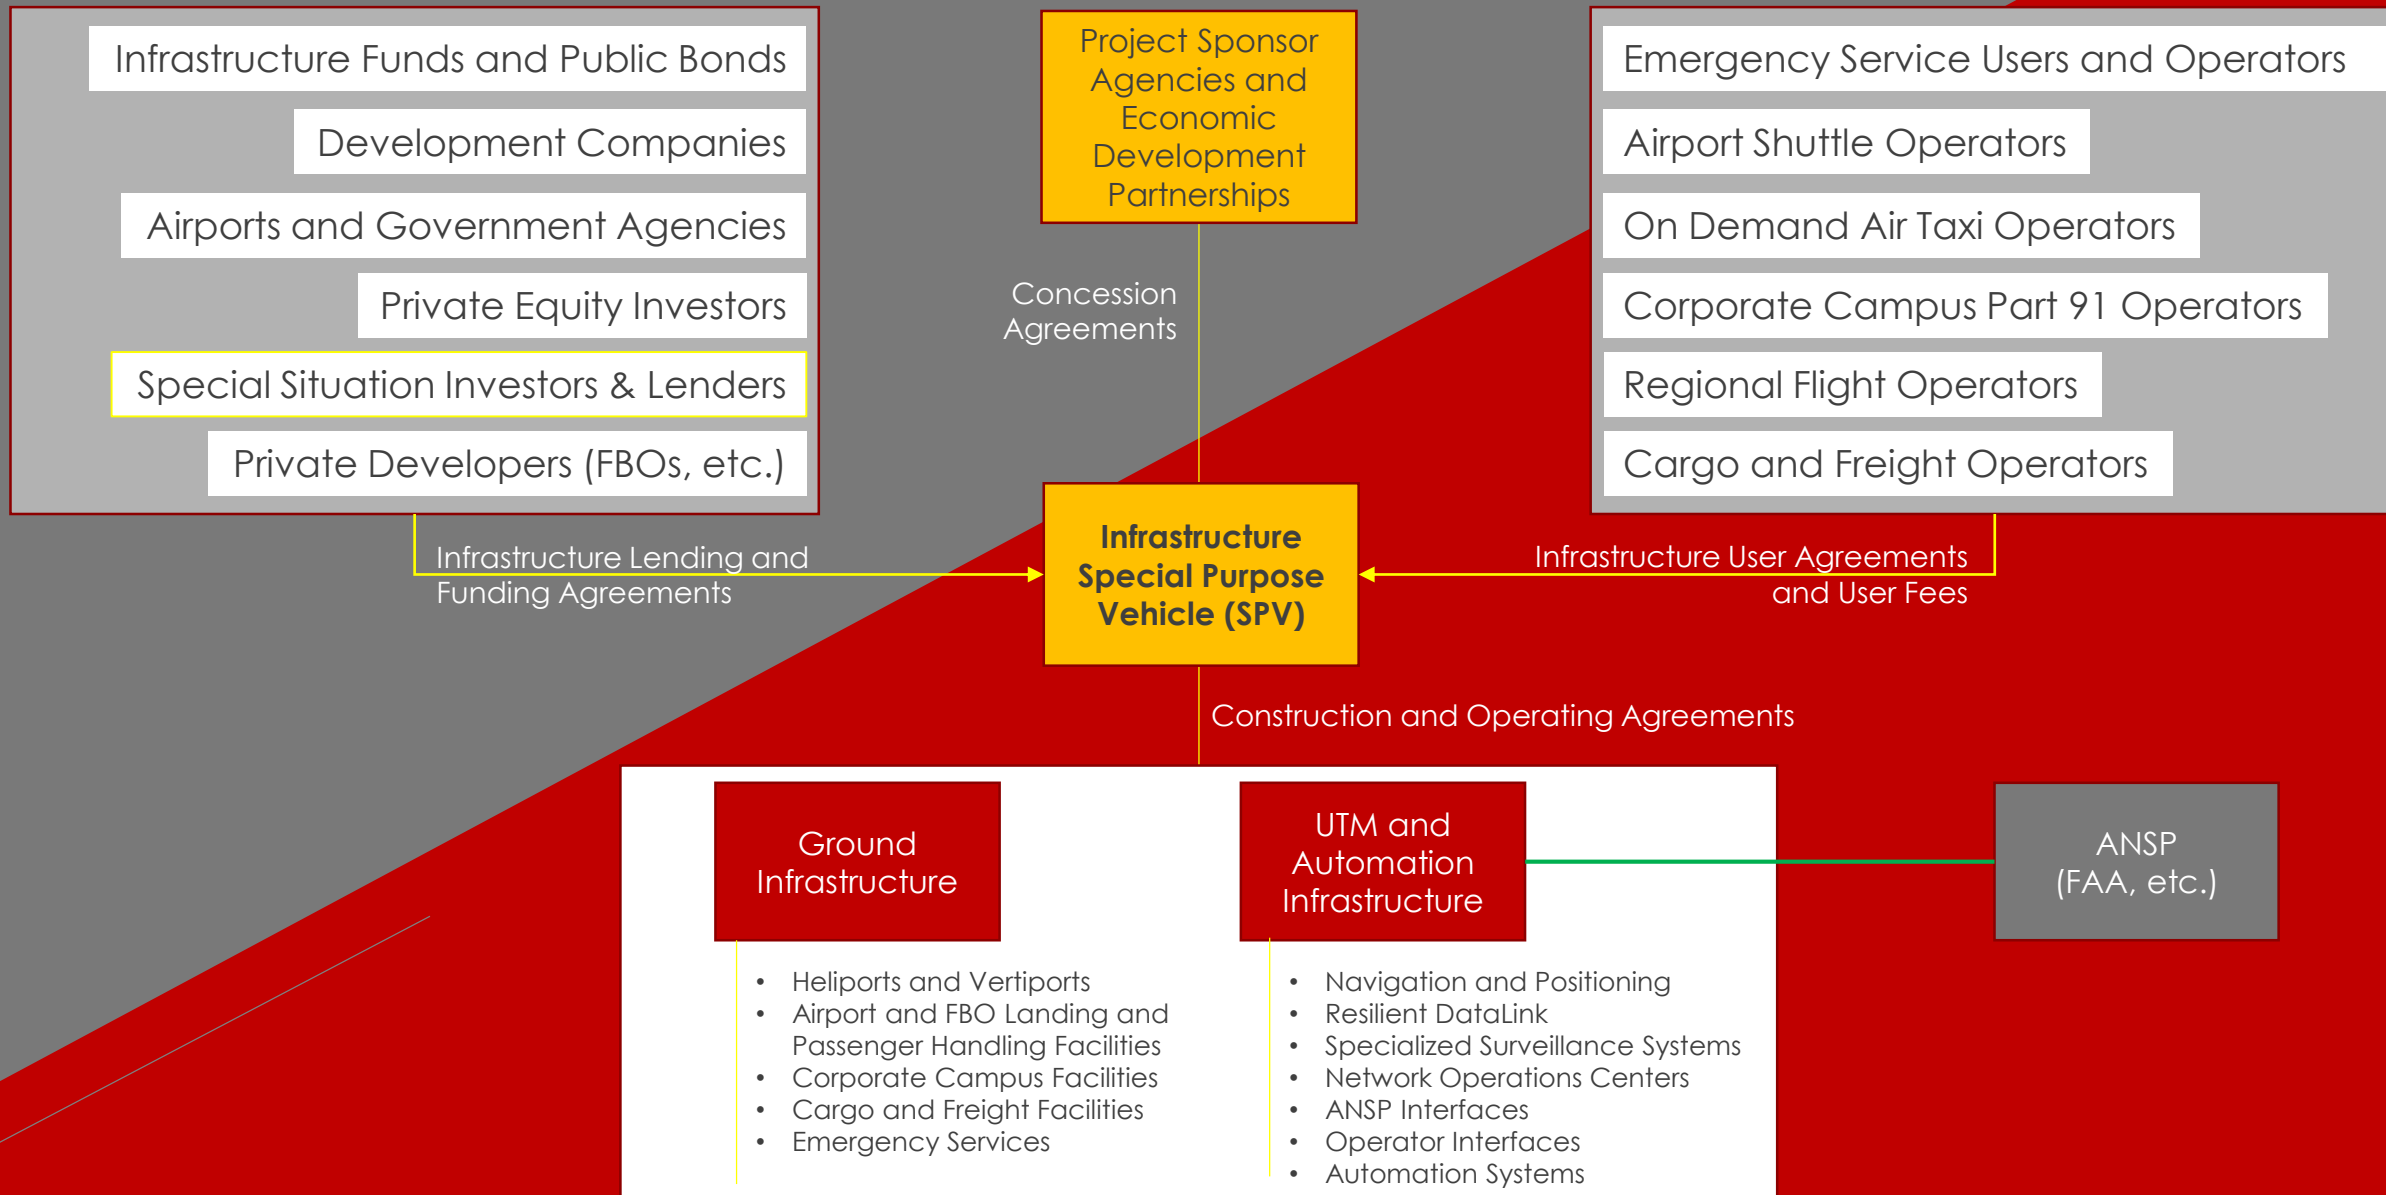 Infrastructure Funds and Public Bonds
Development Companies
Airports and Government Agencies
Private Equity Investors
Special Situation Investors & Lenders
Private Developers (FBOs, etc.)
Project Sponsor
Agencies and
Economic
Development
Partnerships
Emergency Service Users and Operators
Airport Shuttle Operators
On Demand Air Taxi Operators
Corporate Campus Part 91 Operators
Regional Flight Operators
Cargo and Freight Operators
Concession
Agreements
Infrastructure Lending and
Funding Agreements
Infrastructure
Special Purpose
Vehicle (SPV)
Infrastructure User Agreements
and User Fees
Construction and Operating Agreements
Ground
Infrastructure
• Heliports and Vertiports
• Airport and FBO Landing and
Passenger Handling Facilities
• Corporate Campus Facilities
• Cargo and Freight Facilities
• Emergency Services
UTM and
Automation
Infrastructure
• Navigation and Positioning
• Resilient DataLink
• Specialized Surveillance Systems
• Network Operations Centers
• ANSP Interfaces
• Operator Interfaces
• Automation Systems
ANSP
(FAA, etc.)